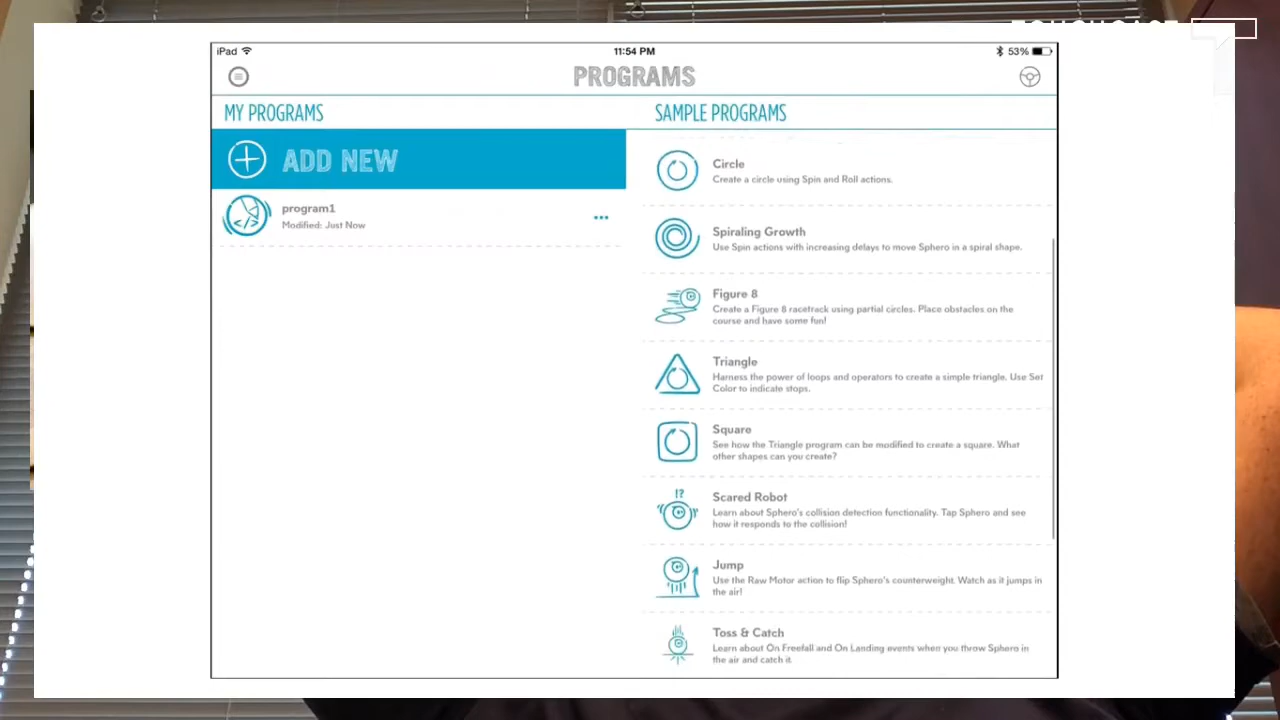 iPad
11:54 PM
53%
PROGRAMS
MY PROGRAMS
SAMPLE PROGRAMS
ADD NEW
program1
Modified: Just Now
Circle
Create a circle using Spin and Roll actions.
Spiraling Growth
Use Spin actions with increasing delays to move Sphero in a spiral shape.
Figure 8
Create a Figure 8 racetrack using partial circles. Place obstacles on the
course and have some fun!
Triangle
Harness the power of loops and operators to create a simple triangle. Use Set
Color to indicate stops.
Square
See how the Triangle program can be modified to create a square. What
other shapes can you create?
!?
Scared Robot
Learn about Sphero's collision detection functionality. Tap Sphero and see
how it responds to the collision!
Jump
Use the Raw Motor action to flip Sphero's counterweight. Watch as it jumps in
the air!
Toss & Catch
Learn about On Freefall and On Landing events when you throw Sphero in
the air and catch it.